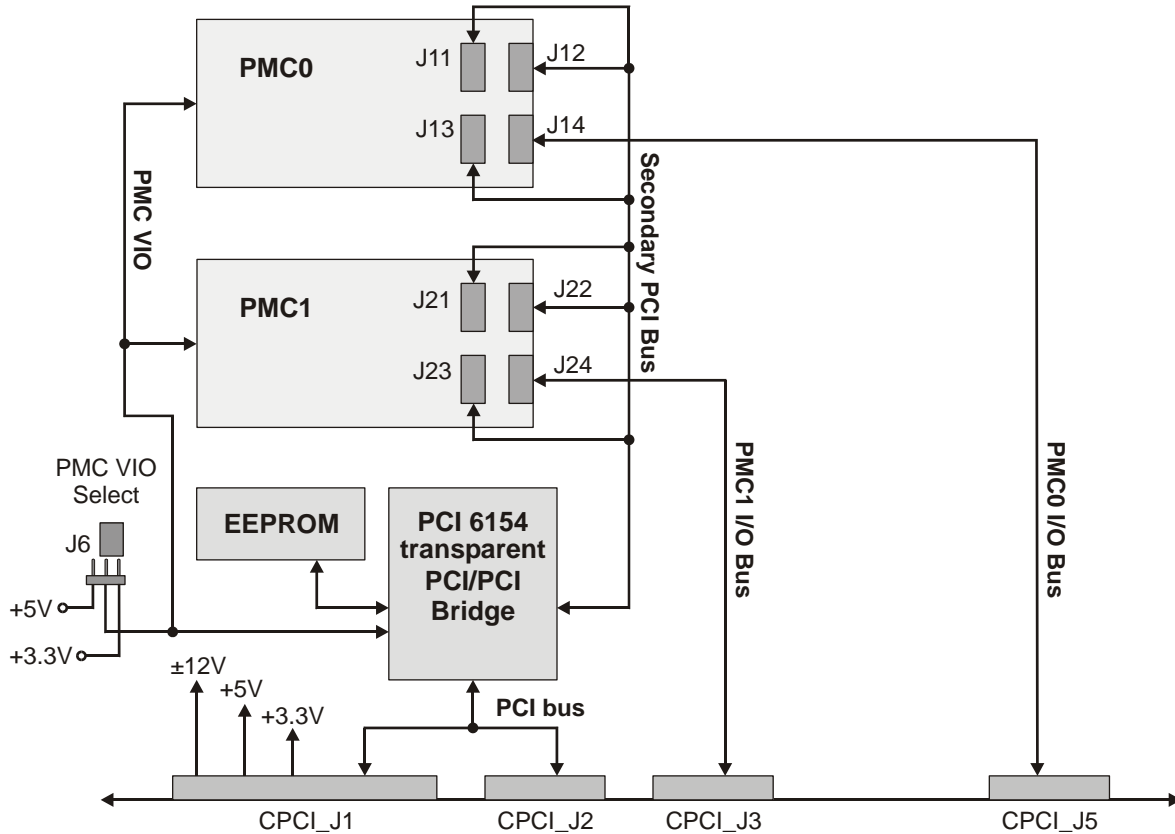 PMC0
J11
J12
J13
J14
PMC VIO
Secondary PCI Bus
PMC1
J21
J22
J23
J24
PMC VIO
Select
J6
+5V
+3.3V
EEPROM
PCI 6154
transparent
PCI/PCI
Bridge
PMC1 I/O Bus
PMC0 I/O Bus
±12V
+5V
+3.3V
PCI bus
CPCI_J1
CPCI_J2
CPCI_J3
CPCI_J5